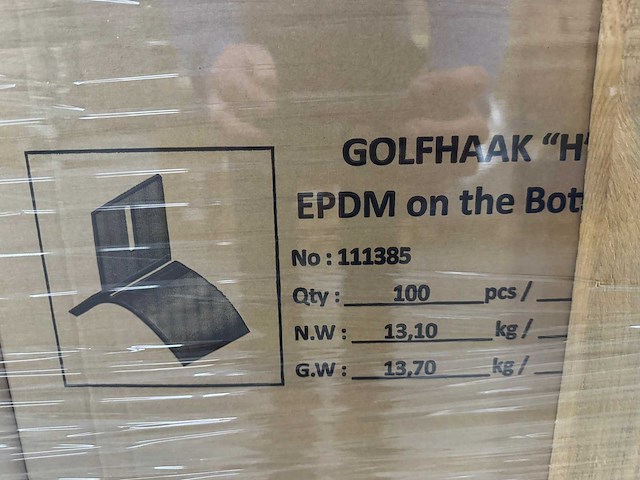 GOLFHAAK “H
EPDM on the Bot
No : 111385
Qty : 100 pcs /
N.W : 13,10 kg /
G.W : 13,70 kg /